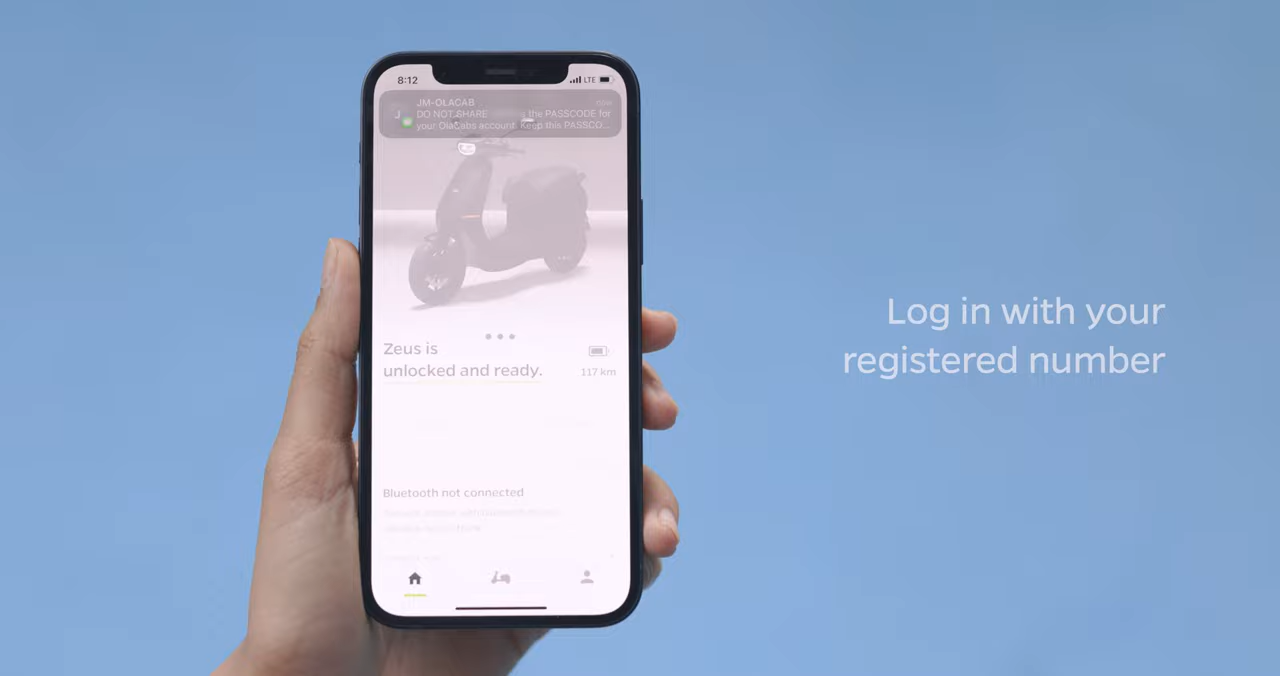 8:12
LTE
JM-OLACAB
DO NOT SHARE the PASSCODE for
your OlaCabs account. Keep this PASSCO...
Zeus is
unlocked and ready.
117 km
Bluetooth not connected
Log in with your
registered number